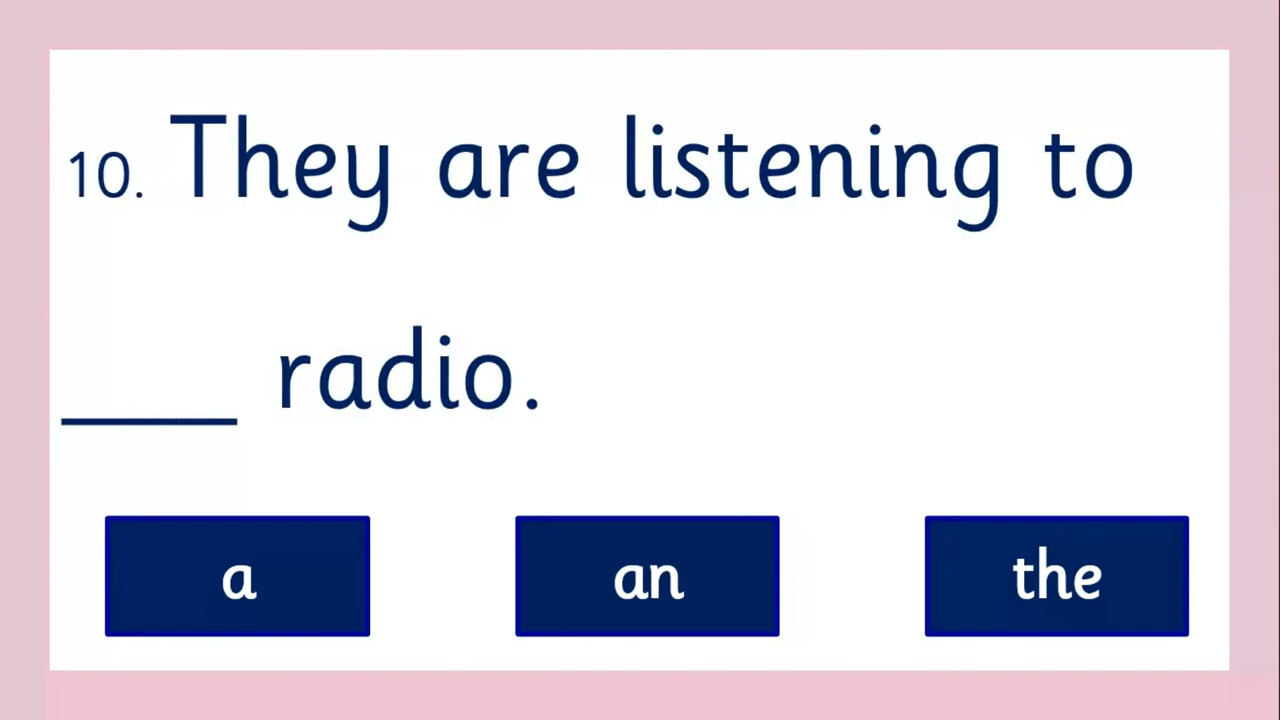 10. They are listening to
____ radio.
a an the